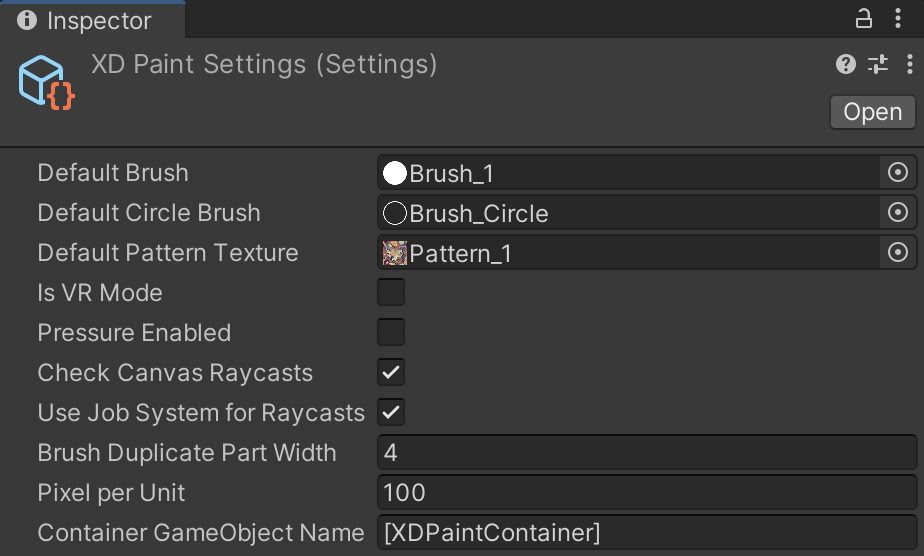 Inspector
XD Paint Settings (Settings)
Open
Default Brush Brush_1
Default Circle Brush Brush_Circle
Default Pattern Texture Pattern_1
Is VR Mode
Pressure Enabled
Check Canvas Raycasts
Use Job System for Raycasts
Brush Duplicate Part Width 4
Pixel per Unit 100
Container GameObject Name [XDPaintContainer]